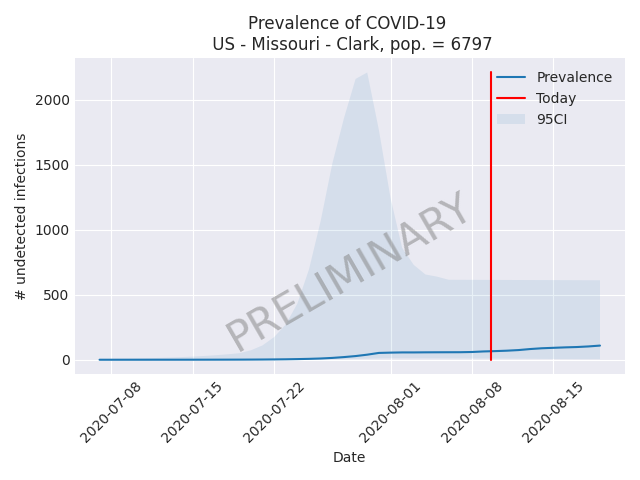 Prevalence of COVID-19
US - Missouri - Clark, pop. = 6797
# undetected infections
2000
1500
1000
500
0
Prevalence
Today
95CI
PRELIMINARY
2020-07-08
2020-07-15
2020-07-22
2020-08-01
2020-08-08
2020-08-15
Date